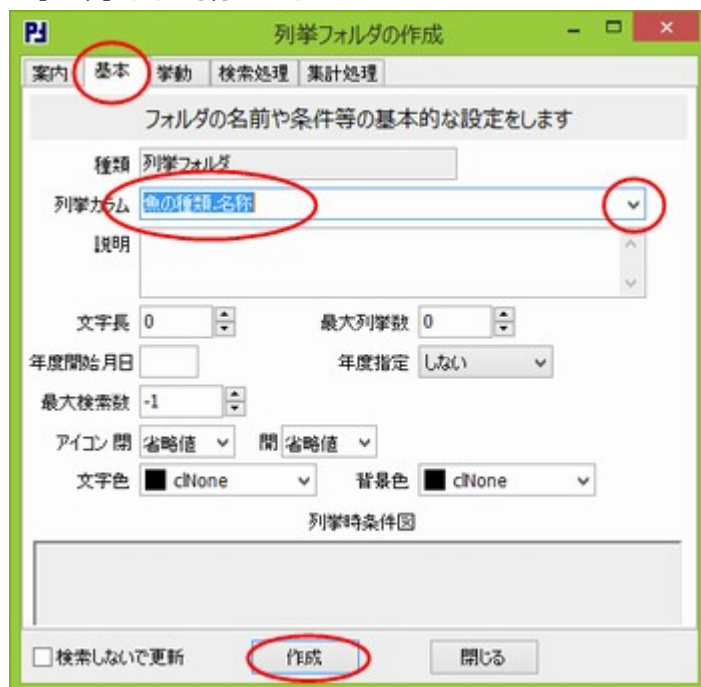 列挙フォルダの作成
案内 基本 挙動 検索処理 集計処理
フォルダの名前や条件等の基本的な設定をします
種類 列挙フォルダ
列挙カラム 魚の種類.名称
説明
文字長 0 最大列挙数 0
年度開始月日 年度指定 しない
最大検索数 -1
アイコン 閉 省略値 開 省略値
文字色 clNone 背景色 clNone
列挙時条件図
検索しないで更新 作成 閉じる